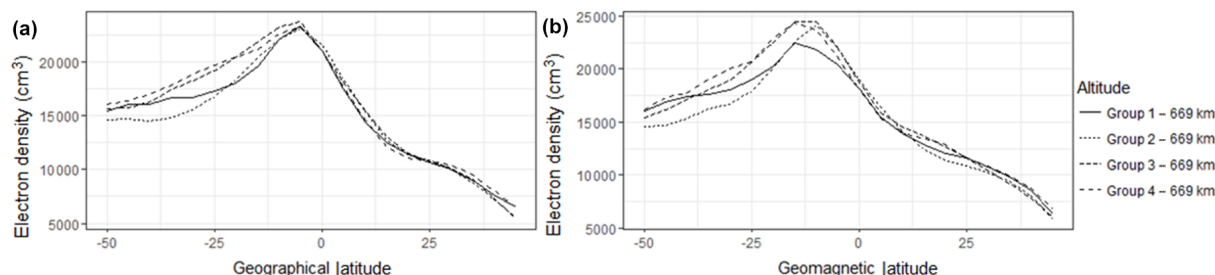 (a)
Electron density (cm³)
20000
15000
10000
5000
-50
-25
0
25
Geographical latitude
(b)
Electron density (cm³)
25000
20000
15000
10000
5000
-50
-25
0
25
Geomagnetic latitude
Altitude
Group 1 – 669 km
Group 2 – 669 km
Group 3 – 669 km
Group 4 – 669 km